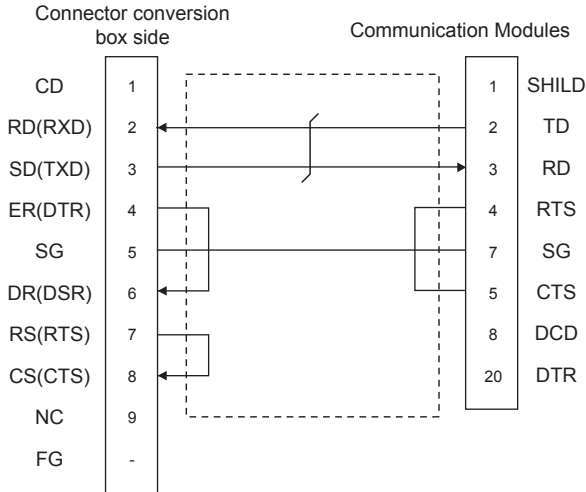 Connector conversion
box side
Communication Modules
CD 1 1 SHILD
RD(RXD) 2 2 TD
SD(TXD) 3 3 RD
ER(DTR) 4 4 RTS
SG 5 7 SG
DR(DSR) 6 5 CTS
RS(RTS) 7 8 DCD
CS(CTS) 8 20 DTR
NC 9
FG -